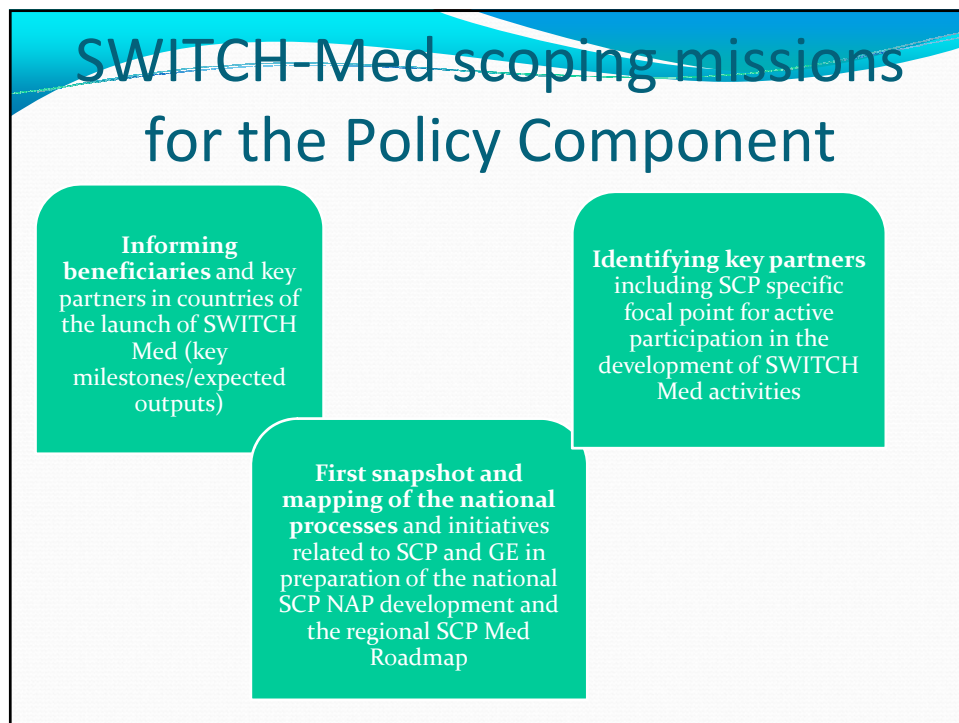 SWITCH-Med scoping missions
for the Policy Component
Informing
beneficiaries and key
partners in countries of
the launch of SWITCH
Med (key
milestones/expected
outputs)
First snapshot and
mapping of the national
processes and initiatives
related to SCP and GE in
preparation of the national
SCP NAP development and
the regional SCP Med
Roadmap
Identifying key partners
including SCP specific
focal point for active
participation in the
development of SWITCH
Med activities